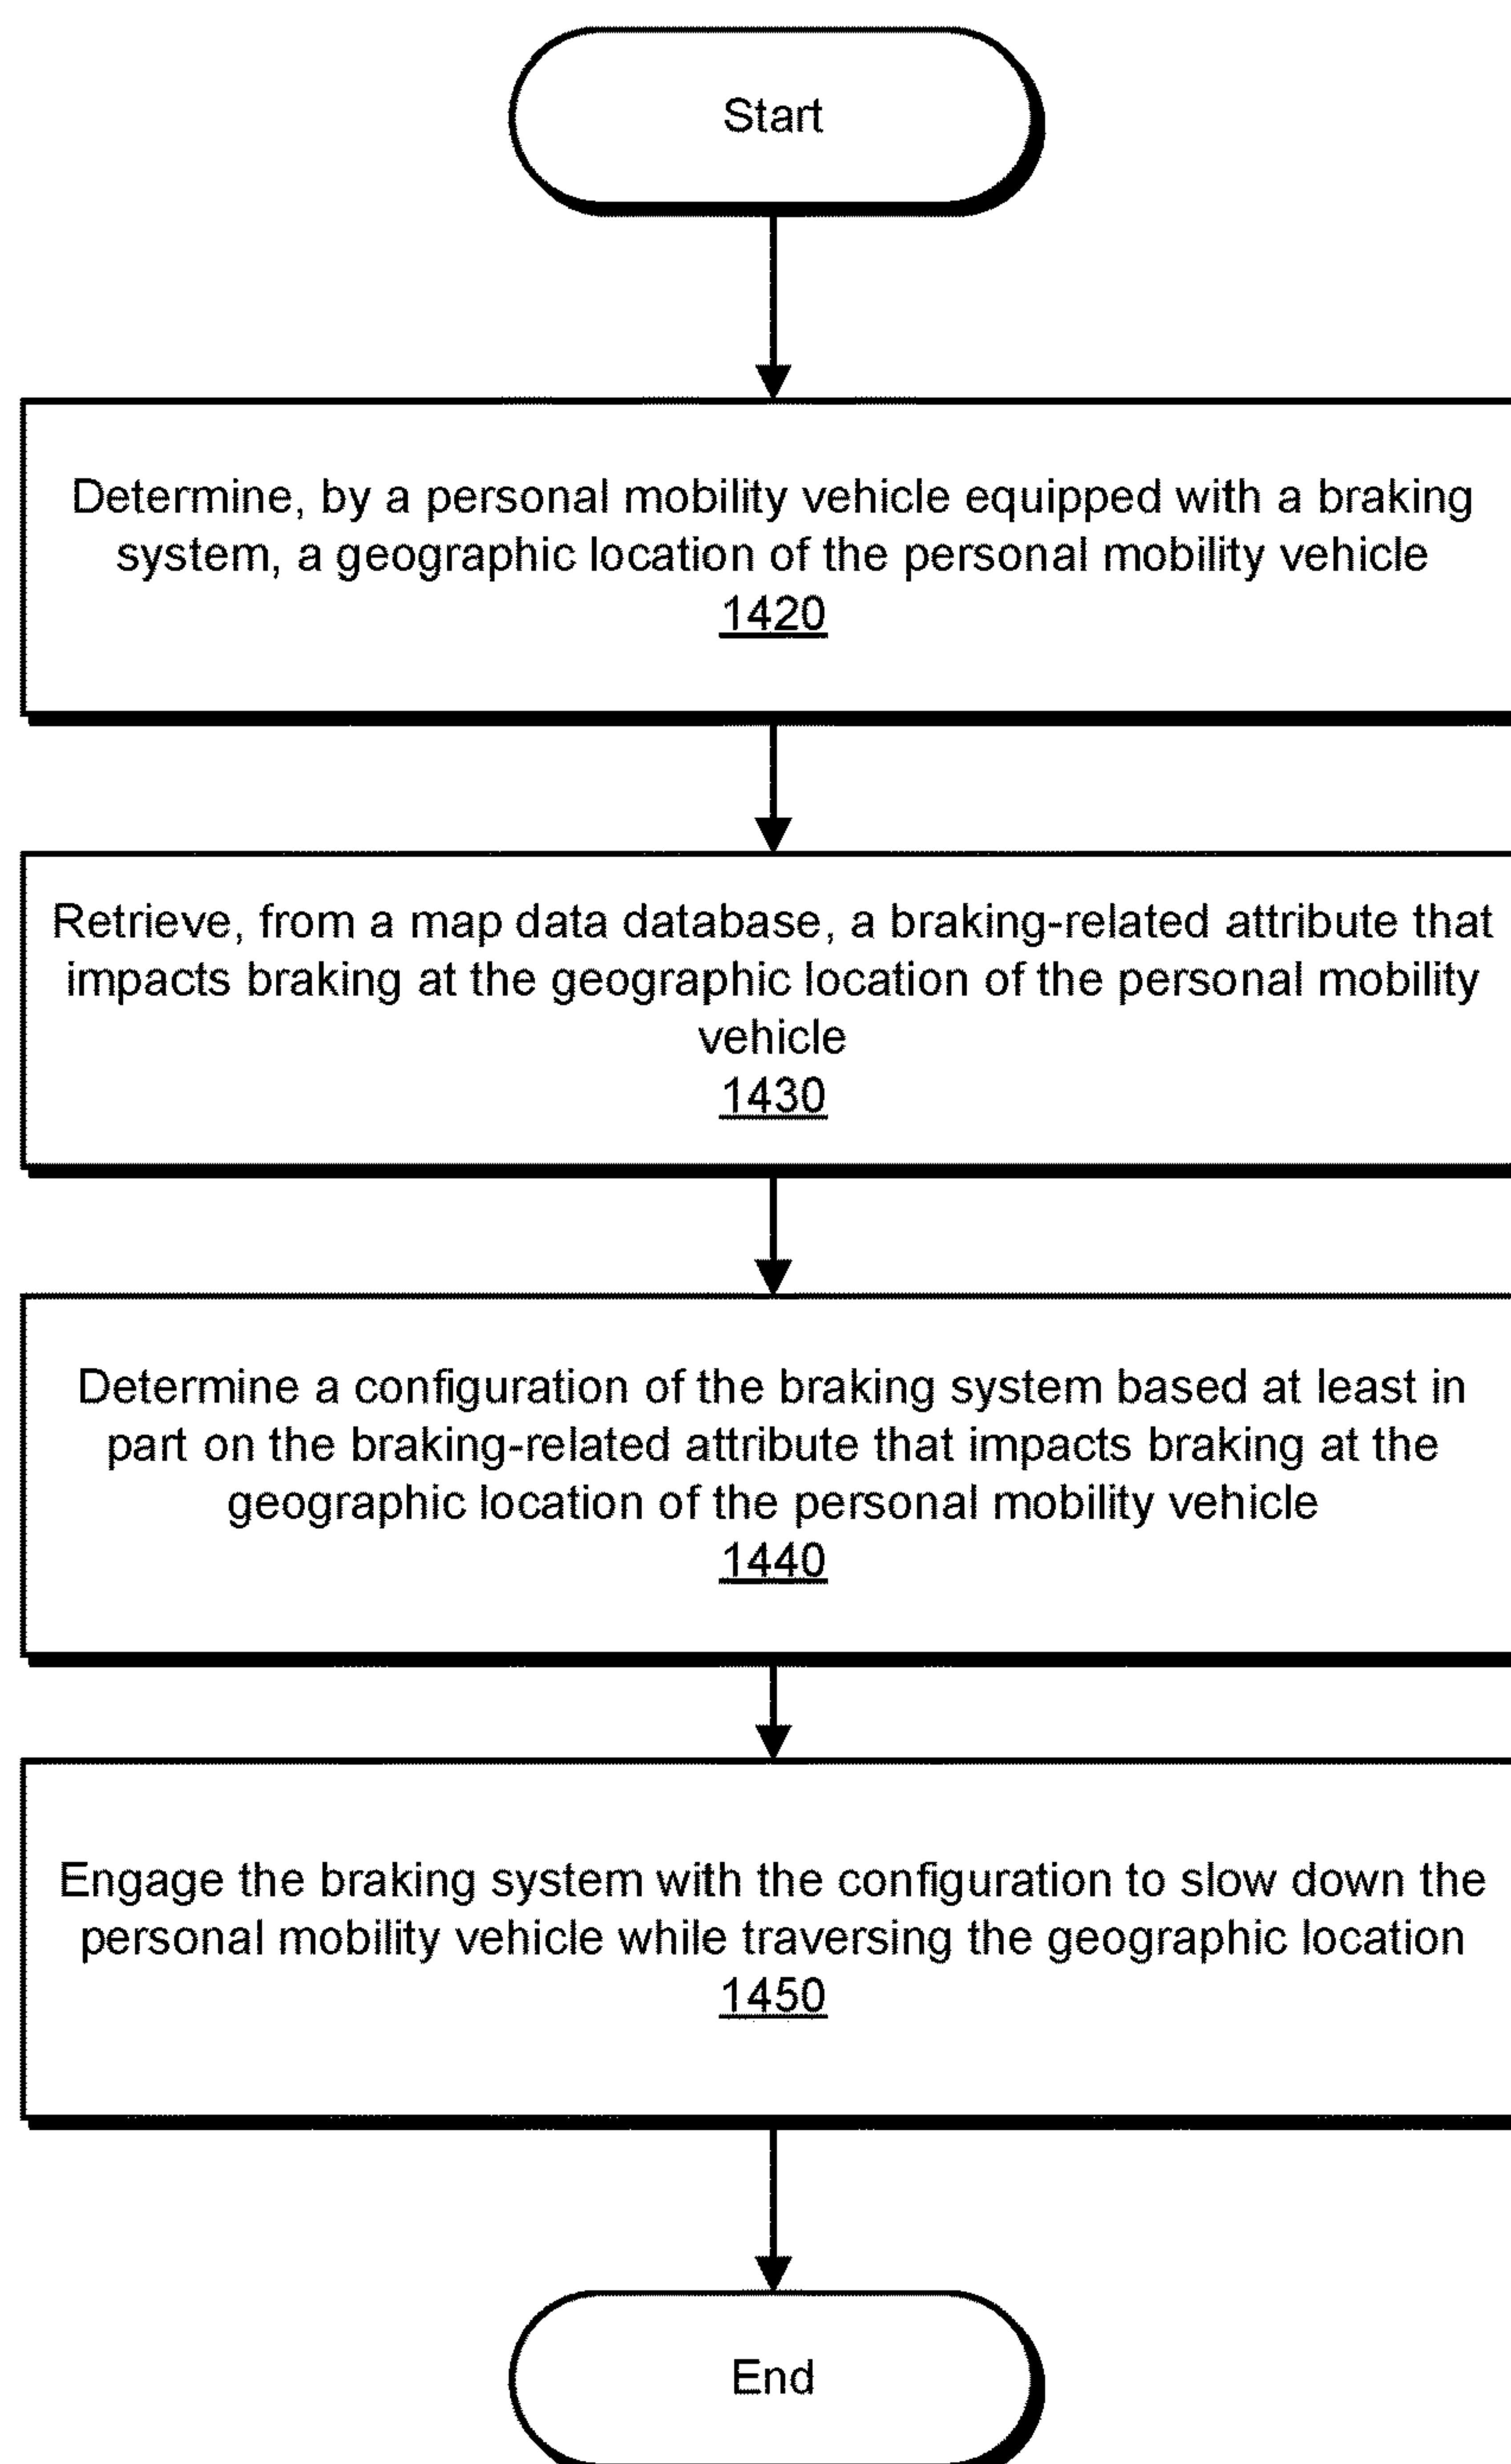 Start
Determine, by a personal mobility vehicle equipped with a braking
system, a geographic location of the personal mobility vehicle
1420
Retrieve, from a map data database, a braking-related attribute that
impacts braking at the geographic location of the personal mobility
vehicle
1430
Determine a configuration of the braking system based at least in
part on the braking-related attribute that impacts braking at the
geographic location of the personal mobility vehicle
1440
Engage the braking system with the configuration to slow down the
personal mobility vehicle while traversing the geographic location
1450
End